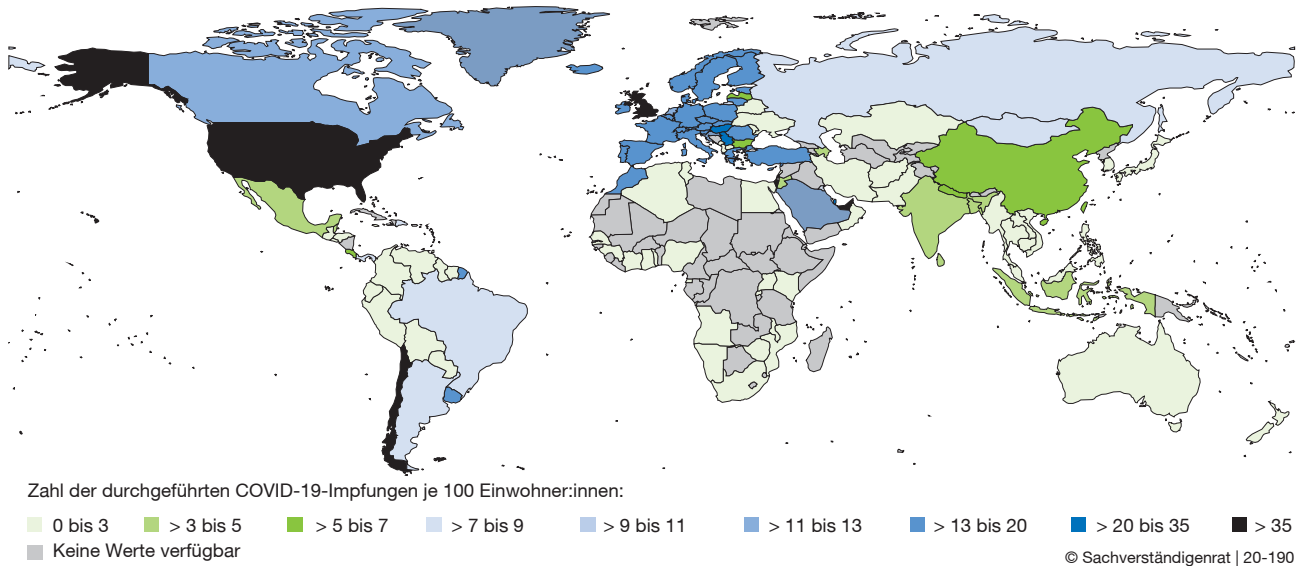 Zahl der durchgeführten COVID-19-Impfungen je 100 Einwohner:innen:
0 bis 3 > 3 bis 5 > 5 bis 7 > 7 bis 9 > 9 bis 11 > 11 bis 13 > 13 bis 20 > 20 bis 35 > 35
Keine Werte verfügbar
© Sachverständigenrat | 20-190